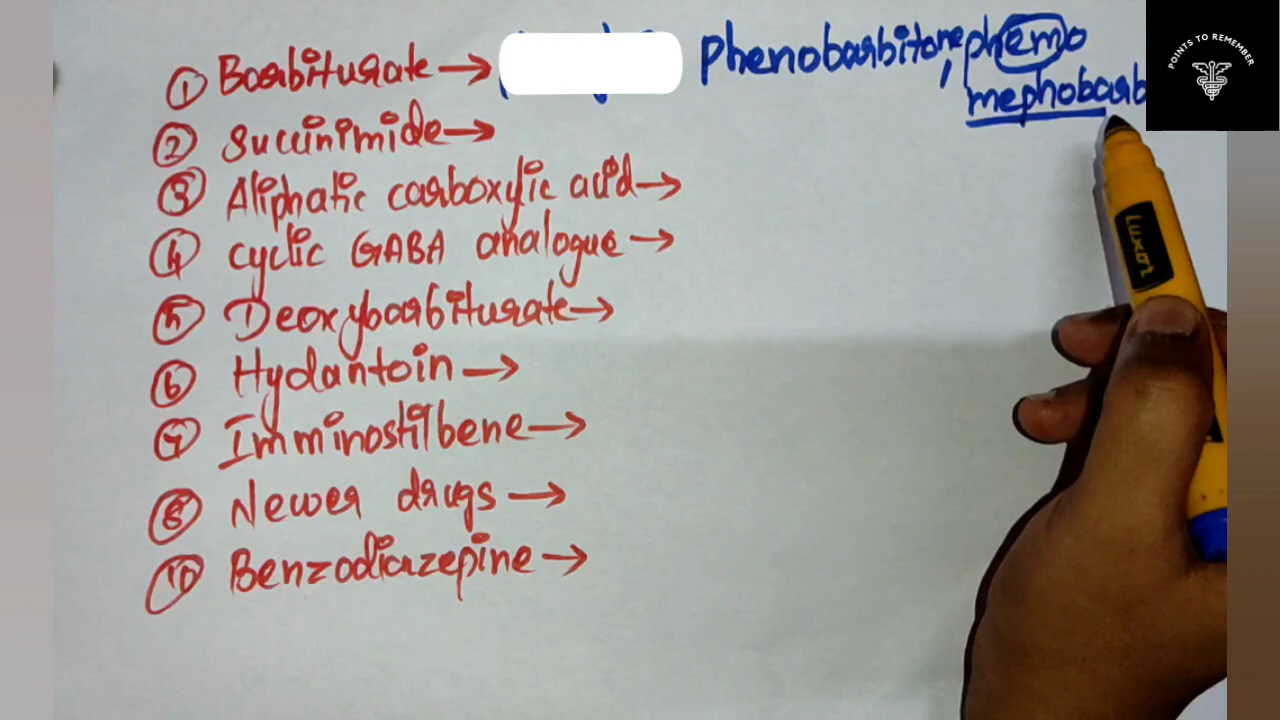 ① Barbiturate → Phenobarbitone, phemo
mephobarb
② Succinimide →
③ Aliphatic carboxylic acid →
④ cyclic GABA analogue →
⑤ Deoxybarbiturate →
⑥ Hydantoin →
⑦ Imminostilbene →
⑧ Newer drugs →
⑩ Benzodiazepine →
POINTS TO REMEMBER
Luxor